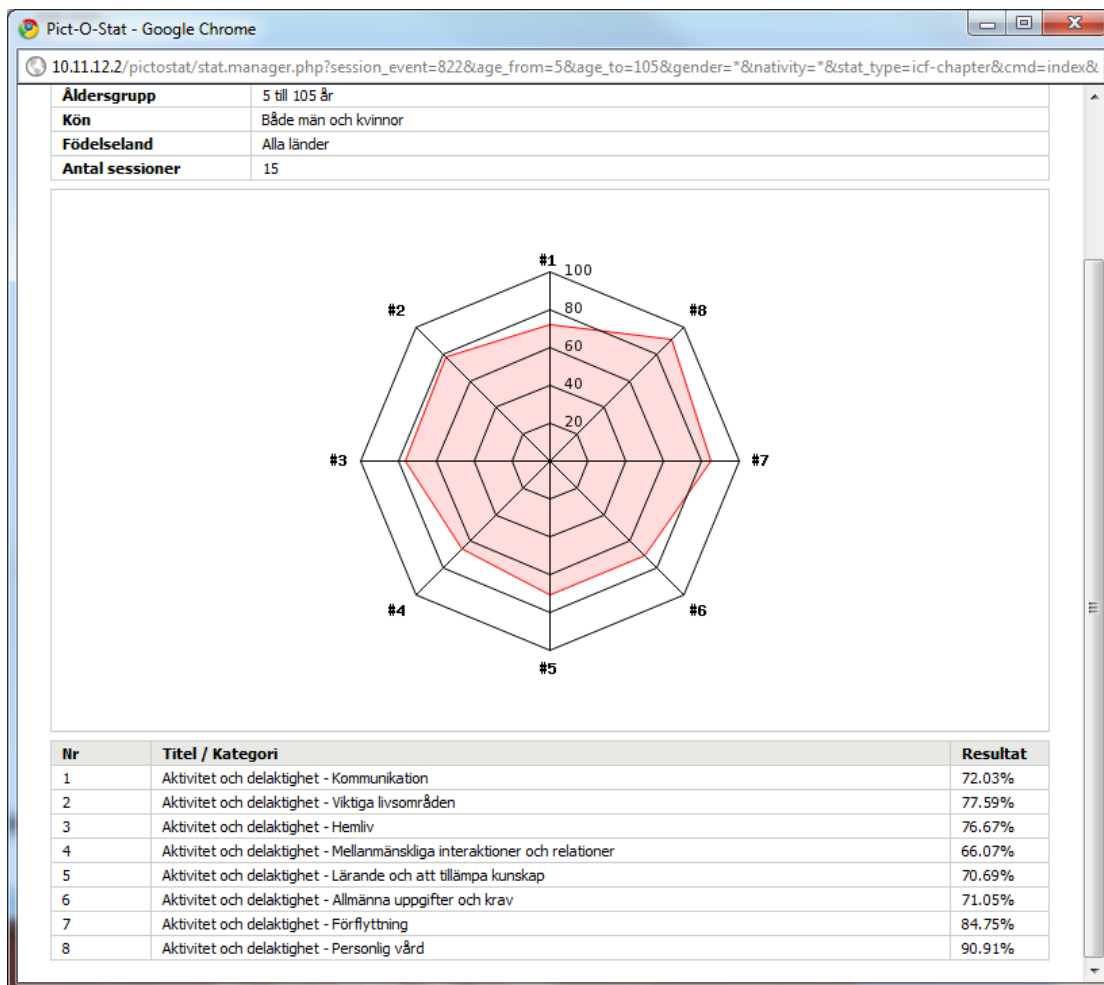 Pict-O-Stat - Google Chrome
10.11.12.2/pictostat/stat.manager.php?session_event=822&age_from=5&age_to=105&gender=*&nativity=*&stat_type=icf-chapter&cmd=index&
Åldersgrupp 5 till 105 år
Kön Både män och kvinnor
Födelseland Alla länder
Antal sessioner 15
#1
100
#2
80
#8
60
40
20
#3
#7
#4
#6
#5
Nr Titel / Kategori Resultat
1 Aktivitet och delaktighet - Kommunikation 72.03%
2 Aktivitet och delaktighet - Viktiga livsområden 77.59%
3 Aktivitet och delaktighet - Hemliv 76.67%
4 Aktivitet och delaktighet - Mellanmänskliga interaktioner och relationer 66.07%
5 Aktivitet och delaktighet - Lärande och att tillämpa kunskap 70.69%
6 Aktivitet och delaktighet - Allmänna uppgifter och krav 71.05%
7 Aktivitet och delaktighet - Förflyttning 84.75%
8 Aktivitet och delaktighet - Personlig vård 90.91%